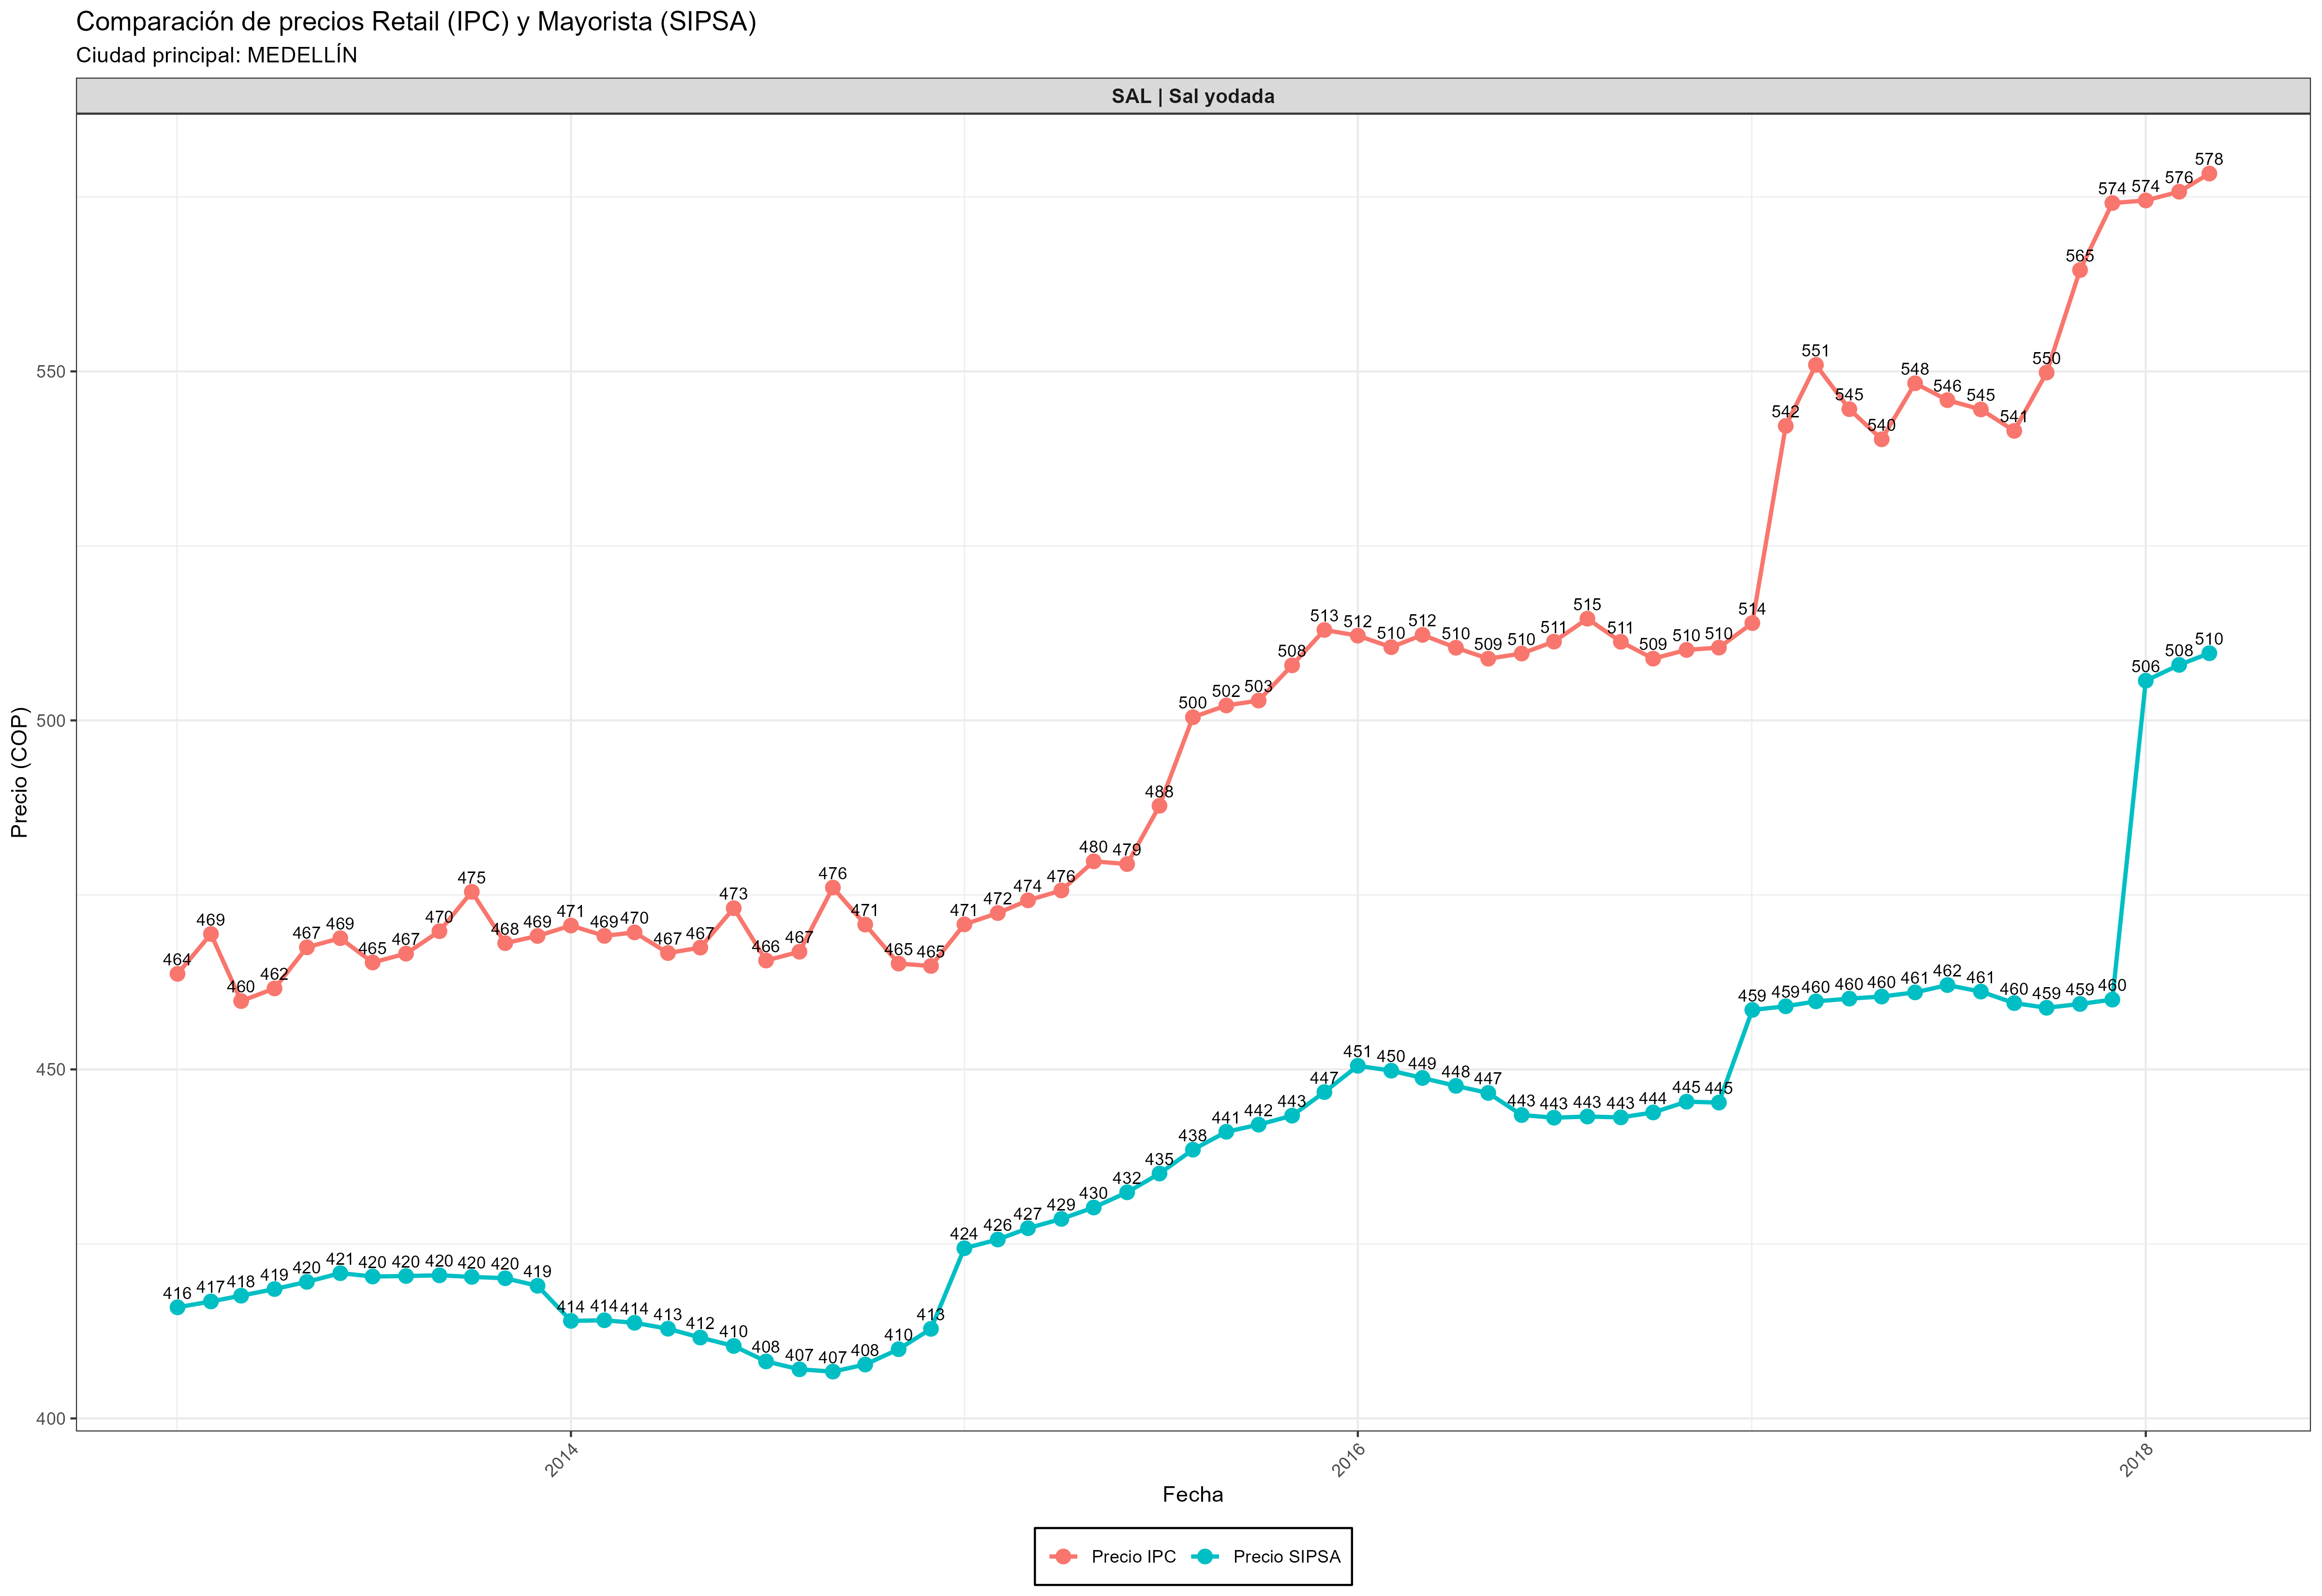 Comparación de precios Retail (IPC) y Mayorista (SIPSA)
Ciudad principal: MEDELLÍN
SAL | Sal yodada
Precio (COP)
550
500
450
400
464 469 460 462 467 469 465 467 470 475 468 469 471 469 470 467 467 473 466 467 476 471 465 465 471 472 474 476 480 479 488 500 502 503 508 513 512 510 512 510 509 510 511 515 511 509 510 510 514 542 551 545 540 548 546 545 541 550 565 574 574 576 578
416 417 418 419 420 421 420 420 420 420 420 419 414 414 414 413 412 410 408 407 407 408 410 413 424 426 427 429 430 432 435 438 441 442 443 447 451 450 449 448 447 443 443 443 443 444 445 445 459 459 460 460 460 461 462 461 460 459 459 460 506 508 510
2014 2016 2018
Fecha
Precio IPC Precio SIPSA